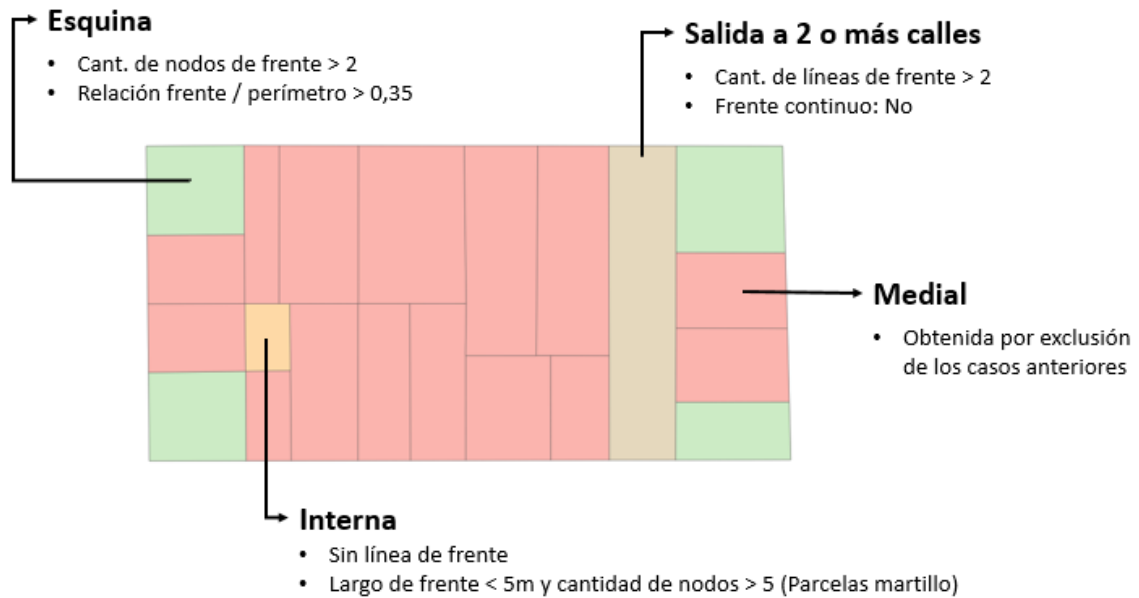 Esquina
• Cant. de nodos de frente > 2
• Relación frente / perímetro > 0,35
Salida a 2 o más calles
• Cant. de líneas de frente > 2
• Frente continuo: No
Medial
• Obtenida por exclusión
de los casos anteriores
Interna
• Sin línea de frente
• Largo de frente < 5m y cantidad de nodos > 5 (Parcelas martillo)